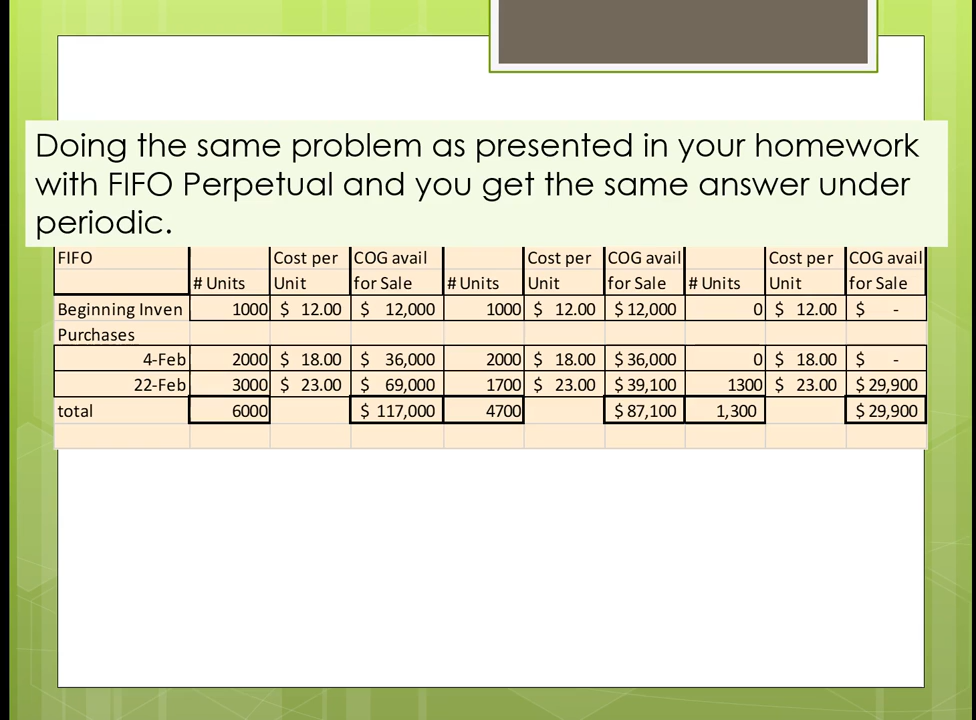 Doing the same problem as presented in your homework
with FIFO Perpetual and you get the same answer under
periodic.
FIFO Cost per COG avail Cost per COG avail Cost per COG avail
# Units Unit for Sale # Units Unit for Sale # Units Unit for Sale
Beginning Inven 1000 $ 12.00 $ 12,000 1000 $ 12.00 $ 12,000 0 $ 12.00 $ -
Purchases
4-Feb 2000 $ 18.00 $ 36,000 2000 $ 18.00 $ 36,000 0 $ 18.00 $ -
22-Feb 3000 $ 23.00 $ 69,000 1700 $ 23.00 $ 39,100 1300 $ 23.00 $ 29,900
total 6000 $ 117,000 4700 $ 87,100 1,300 $ 29,900